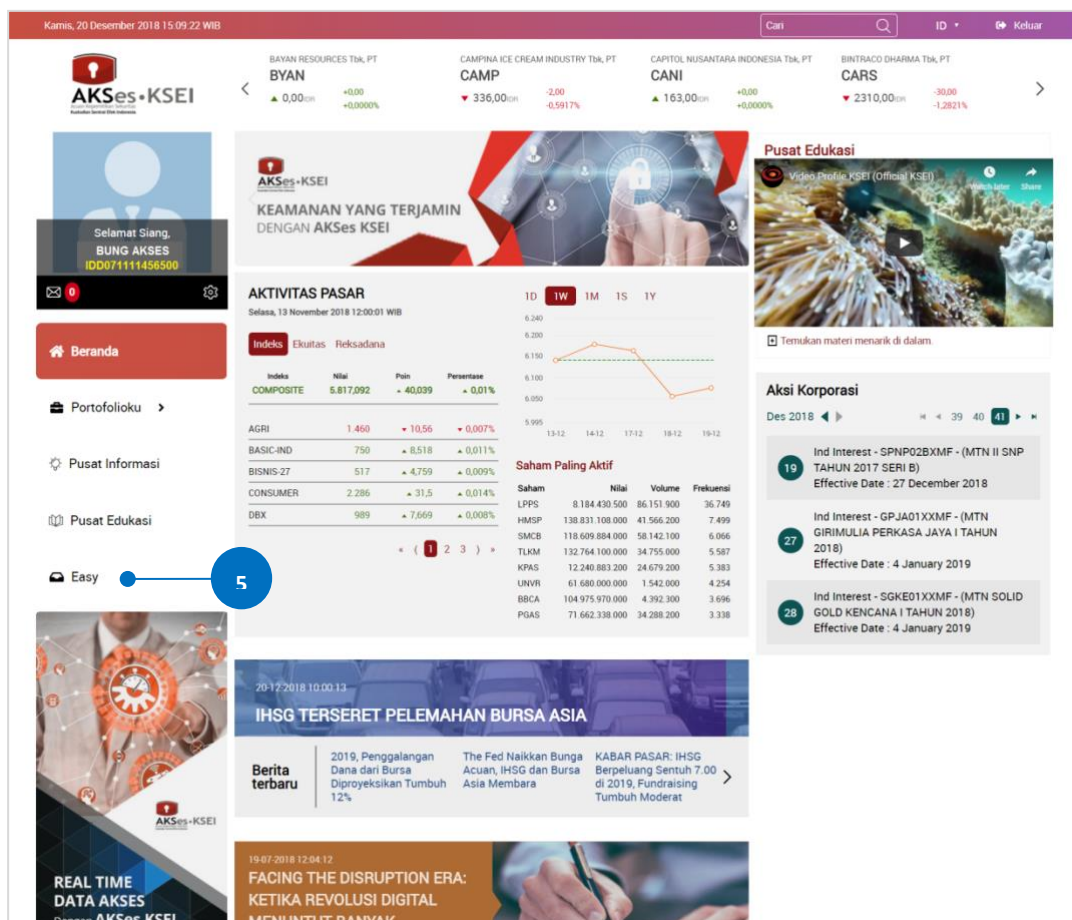 Kamis, 20 Desember 2018 15:09:22 WIB
Cari
ID
Keluar
AKSes•KSEI
BAYAN RESOURCES Tbk, PT
BYAN
0,00 IDR
+0,00
+0,0000%
CAMPINA ICE CREAM INDUSTRY Tbk, PT
CAMP
336,00 IDR
-2,00
-0,5917%
CAPITOL NUSANTARA INDONESIA Tbk, PT
CANI
163,00 IDR
+0,00
+0,0000%
BINTRACO DHARMA Tbk, PT
CARS
2310,00 IDR
-30,00
-1,2821%
Selamat Siang,
BUNG AKSES
IDD071111456500
0
Beranda
Portofolioku
Pusat Informasi
Pusat Edukasi
Easy
5
AKSes•KSEI
REAL TIME
DATA AKSES
AKSes KSEI
AKSes•KSEI
KEAMANAN YANG TERJAMIN
DENGAN AKSes KSEI
AKTIVITAS PASAR
Selasa, 13 November 2018 12:00:01 WIB
Indeks Ekuitas Reksadana
Indeks Nilai Poin Persentase
COMPOSITE 5.817,092 40,039 0,01%
AGRI 1.460 10,56 0,007%
BASIC-IND 750 8,518 0,011%
BISNIS-27 517 4,759 0,009%
CONSUMER 2.286 31,5 0,014%
DBX 989 7,669 0,008%
« ( 1 2 3 ) »
1D 1W 1M 1S 1Y
6.240
6.200
6.150
6.100
6.050
5.995
13-12 14-12 17-12 18-12 19-12
Saham Paling Aktif
Saham Nilai Volume Frekuensi
LPPS 8.184.430.500 86.151.900 36.749
HMSP 138.831.108.000 41.566.200 7.499
SMCB 118.609.884.000 58.142.100 6.066
TLKM 132.764.100.000 34.755.000 5.587
KPAS 12.240.883.200 24.679.200 5.383
UNVR 61.680.000.000 1.542.000 4.254
BBCA 104.975.970.000 4.392.300 3.696
PGAS 71.662.338.000 34.288.200 3.338
20-12-2018 10:00:13
IHSG TERSERET PELEMAHAN BURSA ASIA
Berita
terbaru
2019, Penggalangan
Dana dari Bursa
Diproyeksikan Tumbuh
12%
The Fed Naikkan Bunga
Acuan, IHSG dan Bursa
Asia Membara
KABAR PASAR: IHSG
Berpeluang Sentuh 7.00
di 2019, Fundraising
Tumbuh Moderat
19-07-2018 12:04:12
FACING THE DISRUPTION ERA:
KETIKA REVOLUSI DIGITAL
MENUNTUT BANYAK
Pusat Edukasi
Video Profile KSEI (Official KSEI)
Watch later
Share
Temukan materi menarik di dalam.
Aksi Korporasi
Des 2018
39 40 41
19
Ind Interest - SPNP02BXMF - (MTN II SNP
TAHUN 2017 SERI B)
Effective Date : 27 December 2018
27
Ind Interest - GPJA01XXMF - (MTN
GIRIMULIA PERKASA JAYA I TAHUN
2018)
Effective Date : 4 January 2019
28
Ind Interest - SGKE01XXMF - (MTN SOLID
GOLD KENCANA I TAHUN 2018)
Effective Date : 4 January 2019